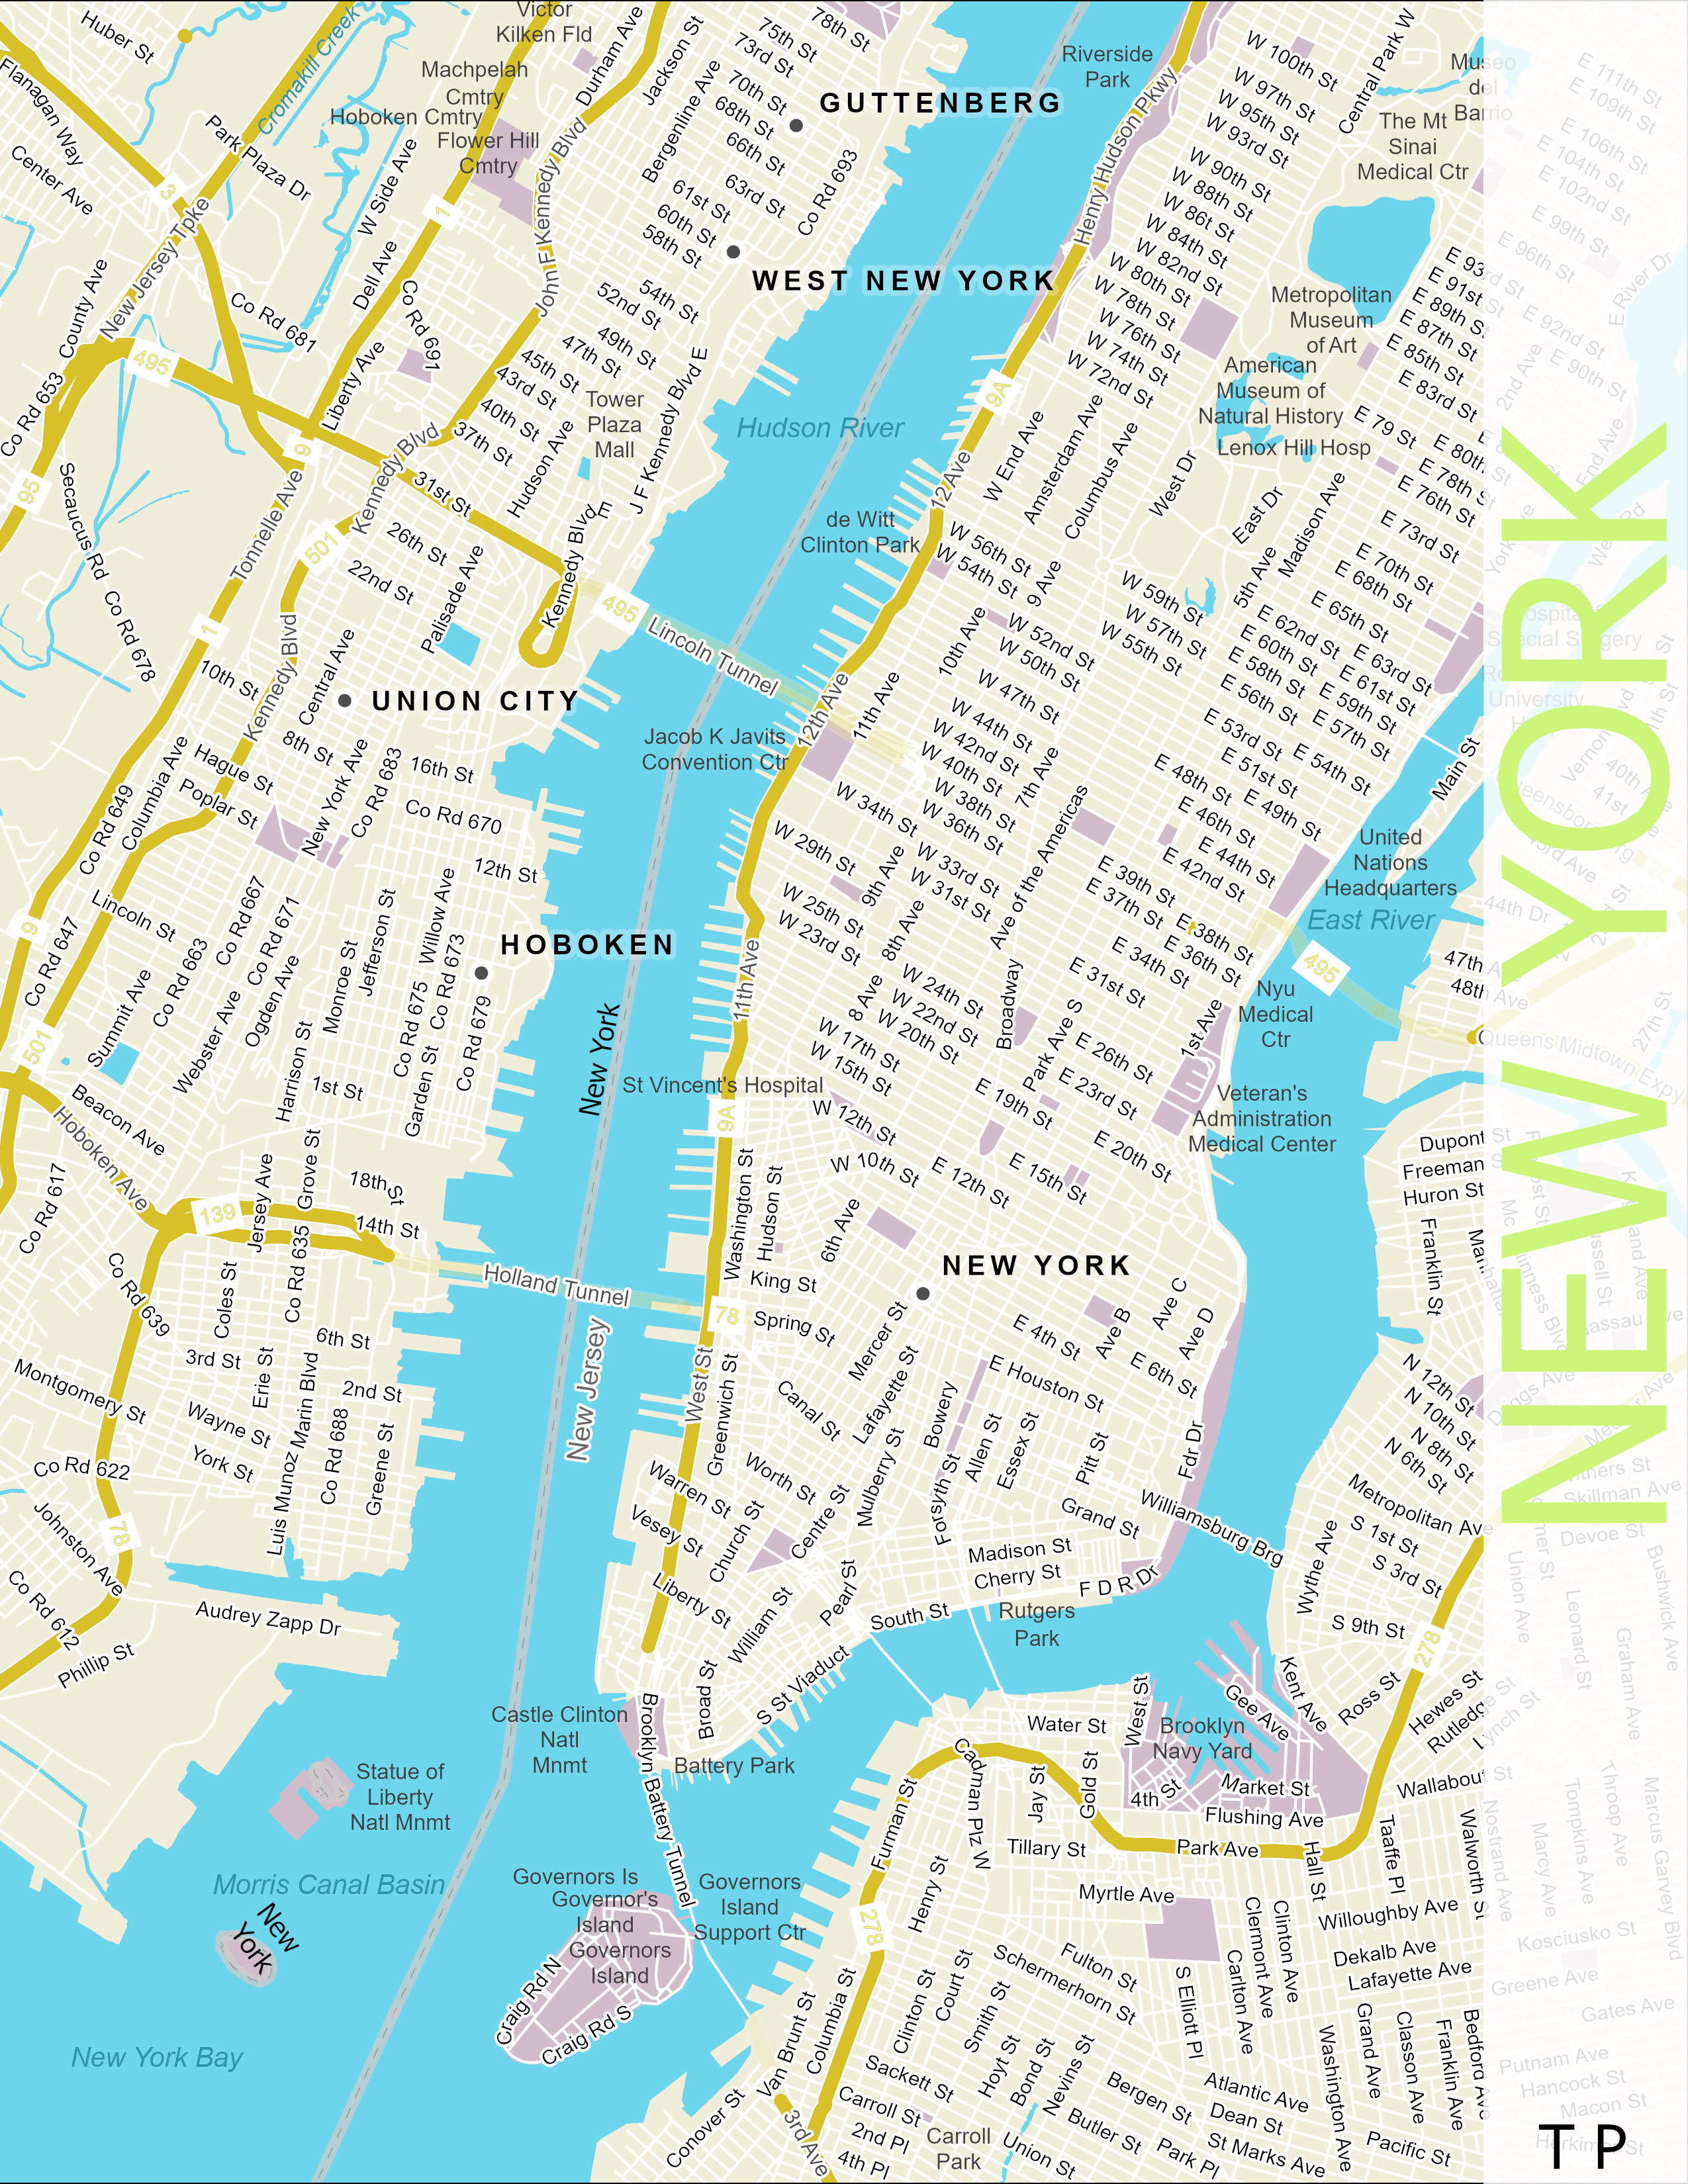 Huber St
Flanagan Way
Center Ave
Cromakill Creek
Park Plaza Dr
Victor
Kilken Fld
Machpelah
Cmtry
Hoboken Cmtry
Flower Hill
Cmtry
Durham Ave
Jackson St
Bergenline Ave
John F Kennedy Blvd
W Side Ave
Dell Ave
78th St
75th St
73rd St
70th St
68th St
66th St
63rd St
61st St
60th St
58th St
Co Rd 693
GUTTENBERG
WEST NEW YORK
Riverside
Park
Henry Hudson Pkwy
W 100th St
W 97th St
W 95th St
W 93rd St
W 90th St
W 88th St
W 86th St
W 84th St
W 82nd St
W 80th St
W 78th St
W 76th St
W 74th St
W 72nd St
Central Park W
Museo
del
Barrio
The Mt
Sinai
Medical Ctr
E 111th St
E 109th St
E 106th St
E 104th St
E 102nd St
E 99th St
E 96th St
E 93rd St
E 91st St
E 89th St
E 87th St
E 85th St
E 83rd St
E 92nd St
E 90th St
E River Dr
2nd Ave
E 79 St
E 80th
E 78th S
E 76th St
E 73rd St
E 70th St
E 68th St
E 65th St
E 63rd St
E 61st St
E 59th St
E 57th St
Metropolitan
Museum
of Art
American
Museum of
Natural History
Lenox Hill Hosp
3
1
New Jersey Tpke
County Ave
Co Rd 653
495
Co Rd 681
Co Rd 691
Liberty Ave
9
95
54th St
52nd St
49th St
47th St
45th St
43rd St
40th St
37th St
31st St
26th St
22nd St
Tower
Plaza
Mall
Hudson Ave
J F Kennedy Blvd E
Kennedy Blvd
Kennedy Blvd E
Hudson River
9A
12 Ave
W End Ave
Amsterdam Ave
Columbus Ave
West Dr
East Dr
5th Ave
Madison Ave
Secaucus Rd
Co Rd 678
Tonnelle Ave
501
1
Palisade Ave
Central Ave
10th St
8th St
Kennedy Blvd
UNION CITY
495
Lincoln Tunnel
de Witt
Clinton Park
W 56th St
W 54th St
9 Ave
10th Ave
11th Ave
12th Ave
W 52nd St
W 50th St
W 47th St
W 44th St
W 42nd St
W 40th St
W 38th St
W 36th St
W 34th St
W 33rd St
W 31st St
W 29th St
W 25th St
W 23rd St
W 24th St
W 22nd St
W 20th St
W 17th St
W 15th St
W 12th St
W 10th St
W 59th St
W 57th St
W 55th St
E 62nd St
E 60th St
E 58th St
E 56th St
E 53rd St
E 51st St
E 54th St
E 49th St
E 48th St
E 46th St
E 44th St
E 42nd St
E 39th St
E 37th St
E 38th St
E 36th St
E 34th St
E 31st St
E 26th St
E 23rd St
E 20th St
E 19th St
E 15th St
E 12th St
7th Ave
Ave of the Americas
9th Ave
8th Ave
8 Ave
Broadway
Park Ave S
1st Ave
Jacob K Javits
Convention Ctr
Main St
United
Nations
Headquarters
East River
495
Nyu
Medical
Ctr
Veteran's
Administration
Medical Center
Hague St
Poplar St
New York Ave
Co Rd 683
16th St
Co Rd 670
12th St
Co Rd 649
Columbia Ave
Lincoln St
Co Rd 647
9
Co Rd 667
Co Rd 671
Co Rd 663
Summit Ave
Webster Ave
Ogden Ave
Monroe St
Jefferson St
Willow Ave
Co Rd 673
Co Rd 675
Co Rd 679
Garden St
Harrison St
1st St
HOBOKEN
New York
11th Ave
St Vincent's Hospital
9A
501
Beacon Ave
Hoboken Ave
Co Rd 617
139
Jersey Ave
Grove St
18th St
14th St
Holland Tunnel
Co Rd 639
Coles St
Co Rd 635
6th St
3rd St
Erie St
2nd St
Luis Munoz Marin Blvd
Co Rd 688
Greene St
Wayne St
York St
Montgomery St
Co Rd 622
78
Johnston Ave
Co Rd 612
Phillip St
Audrey Zapp Dr
New Jersey
Washington St
Hudson St
6th Ave
King St
78
Spring St
NEW YORK
Mercer St
Lafayette St
Canal St
West St
Greenwich St
Worth St
Warren St
Vesey St
Church St
Centre St
Mulberry St
Bowery
Forsyth St
Allen St
Essex St
Pitt St
E 4th St
E Houston St
E 6th St
Ave B
Ave C
Ave D
Fdr Dr
Grand St
Madison St
Cherry St
F D R Dr
Williamsburg Brg
Liberty St
William St
Pearl St
South St
Rutgers
Park
S St Viaduct
Broad St
Castle Clinton
Natl
Mnmt
Battery Park
Brooklyn Battery Tunnel
Statue of
Liberty
Natl Mnmt
Morris Canal Basin
New
York
New York Bay
Governors Is
Governor's
Island
Governors
Island
Governors
Island
Support Ctr
Craig Rd N
Craig Rd S
44th Dr
47th A
48th Ave
Queens Midtown Expy
27th St
Dupont St
Freeman
Huron St
Franklin St
N 12th St
N 10th St
N 8th St
N 6th St
Metropolitan Av
Skillman Ave
Devoe St
S 1st St
S 3rd St
S 9th St
Wythe Ave
278
Kent Ave
Ross St
Hewes St
Rutledg
Lynch St
Union Ave
Leonard St
Graham Ave
Bushwick Ave
Wallabout St
Water St
West St
Gee Ave
Brooklyn
Navy Yard
Market St
4th St
Flushing Ave
Park Ave
Cadman Plz W
Jay St
Gold St
Tillary St
Furman St
Henry St
278
Myrtle Ave
Hall St
Taaffe Pl
Walworth St
Nostrand Ave
Marcy Ave
Tompkins Ave
Throop Ave
Marcus Garvey Blvd
Willoughby Ave
Dekalb Ave
Lafayette Ave
Kosciusko St
Greene Ave
Gates Ave
Clinton Ave
Clermont Ave
Carlton Ave
S Elliott Pl
Fulton St
Schermerhorn St
Court St
Clinton St
Smith St
Hoyt St
Bond St
Nevins St
Columbia St
Van Brunt St
Sackett St
Carroll St
2nd Pl
4th Pl
3rd Ave
Conover St
Carroll
Park
Union St
Butler St
Bergen St
Park Pl
Atlantic Ave
Dean St
St Marks Ave
Pacific St
Washington Ave
Grand Ave
Classon Ave
Franklin Ave
Bedford Ave
Putnam Ave
Hancock St
Macon St
Herkimer St
NEW YORK
TP